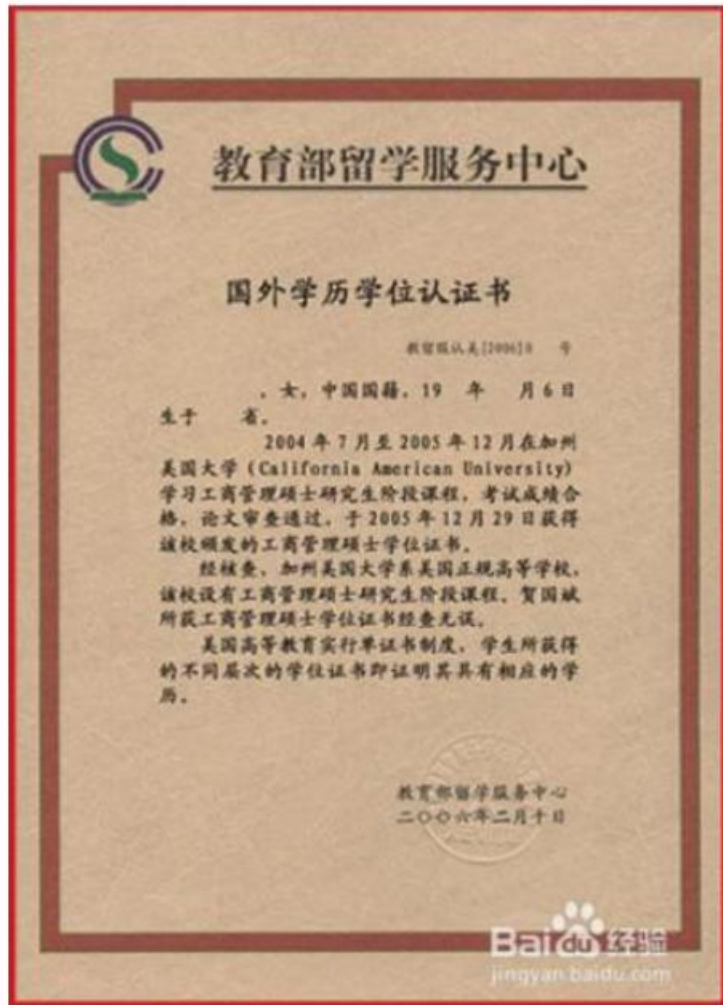 教育部留学服务中心
国外学历学位认证书
教留服认美[2006]0 号
，女，中国国籍，19 年 月6日
生于 省。
2004年7月至2005年12月在加州
美国大学（California American University）
学习工商管理硕士研究生阶段课程，考试成绩合
格，论文审查通过，于2005年12月29日获得
该校颁发的工商管理硕士学位证书。
经核查，加州美国大学系美国正规高等学校，
该校设有工商管理硕士研究生阶段课程。贺国斌
所获工商管理硕士学位证书经查无误。
美国高等教育实行单证书制度，学生所获得
的不同层次的学位证书即证明其具有相应的学
历。
教育部留学服务中心
二〇〇六年二月十日
Baidu经验
jingyan.baidu.com